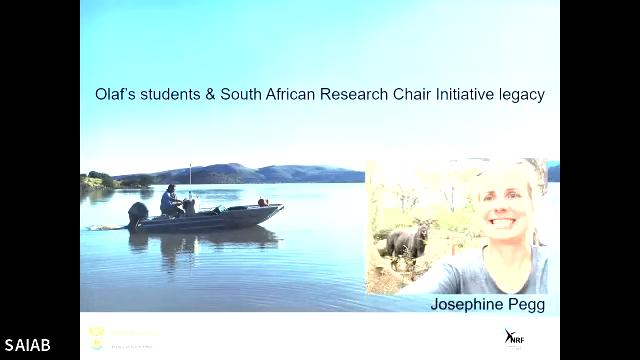 Olaf's students & South African Research Chair Initiative legacy
Josephine Pegg
NRF
SAIAB